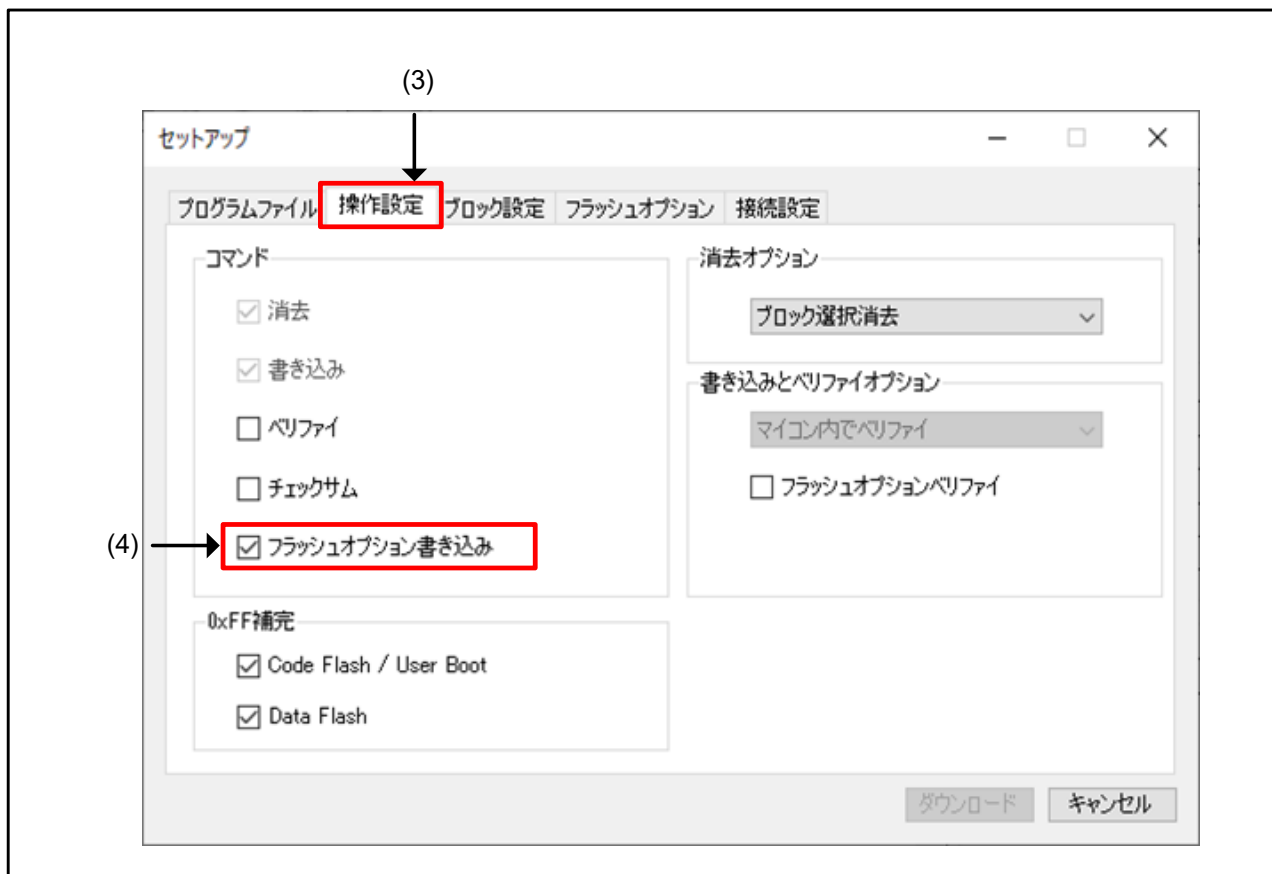 (3)
セットアップ
プログラムファイル 操作設定 ブロック設定 フラッシュオプション 接続設定
コマンド
消去
書き込み
ベリファイ
チェックサム
(4)
フラッシュオプション書き込み
0xFF補完
Code Flash / User Boot
Data Flash
消去オプション
ブロック選択消去
書き込みとベリファイオプション
マイコン内でベリファイ
フラッシュオプションベリファイ
ダウンロード キャンセル